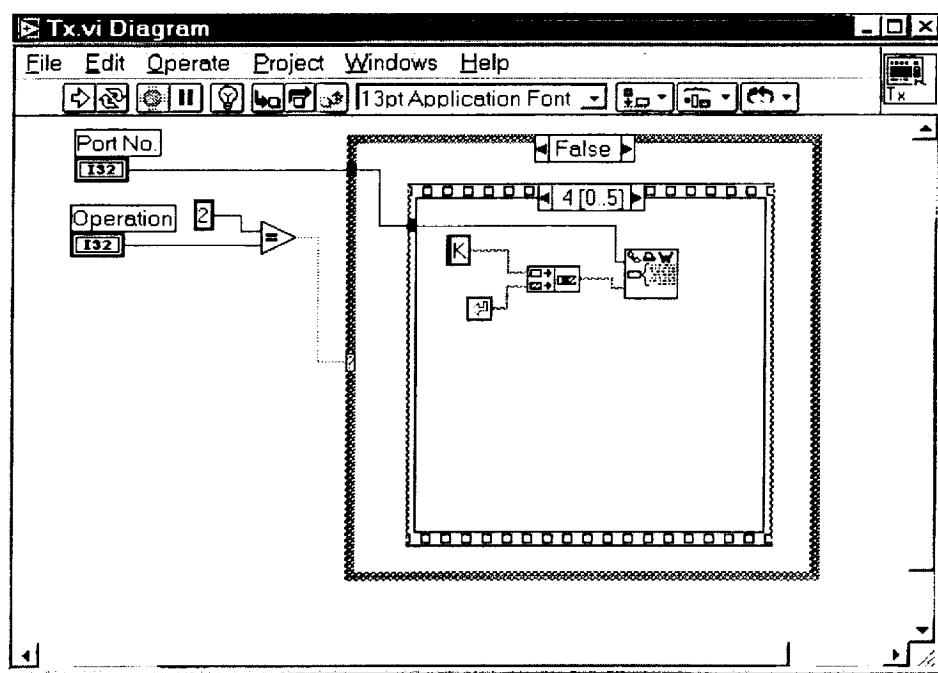 Tx.vi Diagram
File Edit Operate Project Windows Help
13pt Application Font
Tx
Port No.
I32
False
4 [0..5]
Operation
2
=
I32
K